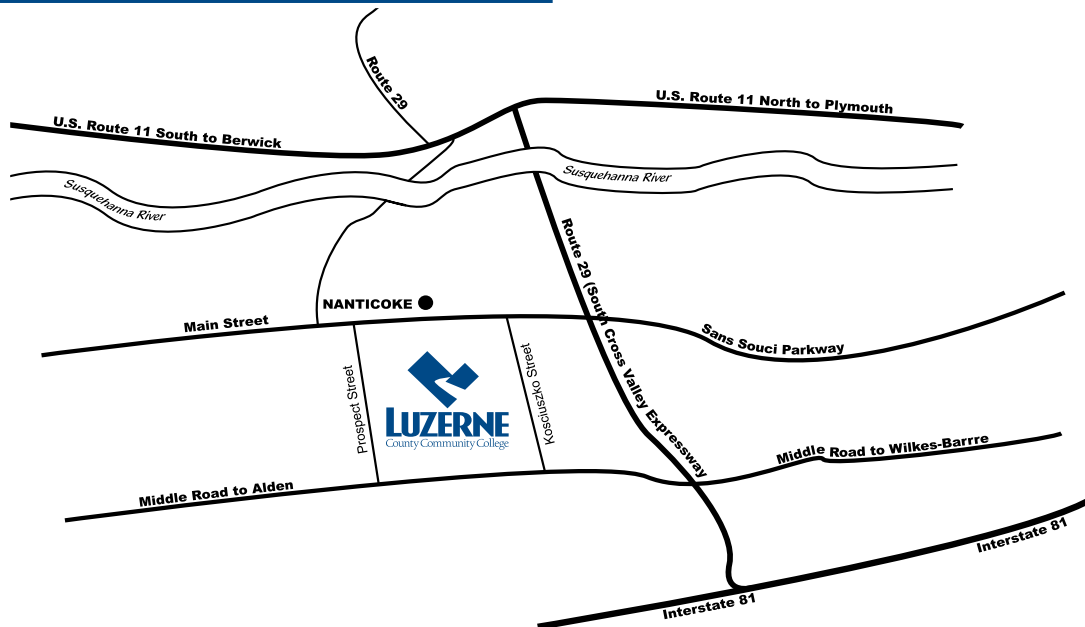 Route 29
U.S. Route 11 North to Plymouth
U.S. Route 11 South to Berwick
Susquehanna River
Susquehanna River
Route 29 (South Cross Valley Expressway
NANTICOKE
Main Street
Sans Souci Parkway
Prospect Street
Kosciuszko Street
LUZERNE
County Community College
Middle Road to Wilkes-Barrre
Middle Road to Alden
Interstate 81
Interstate 81